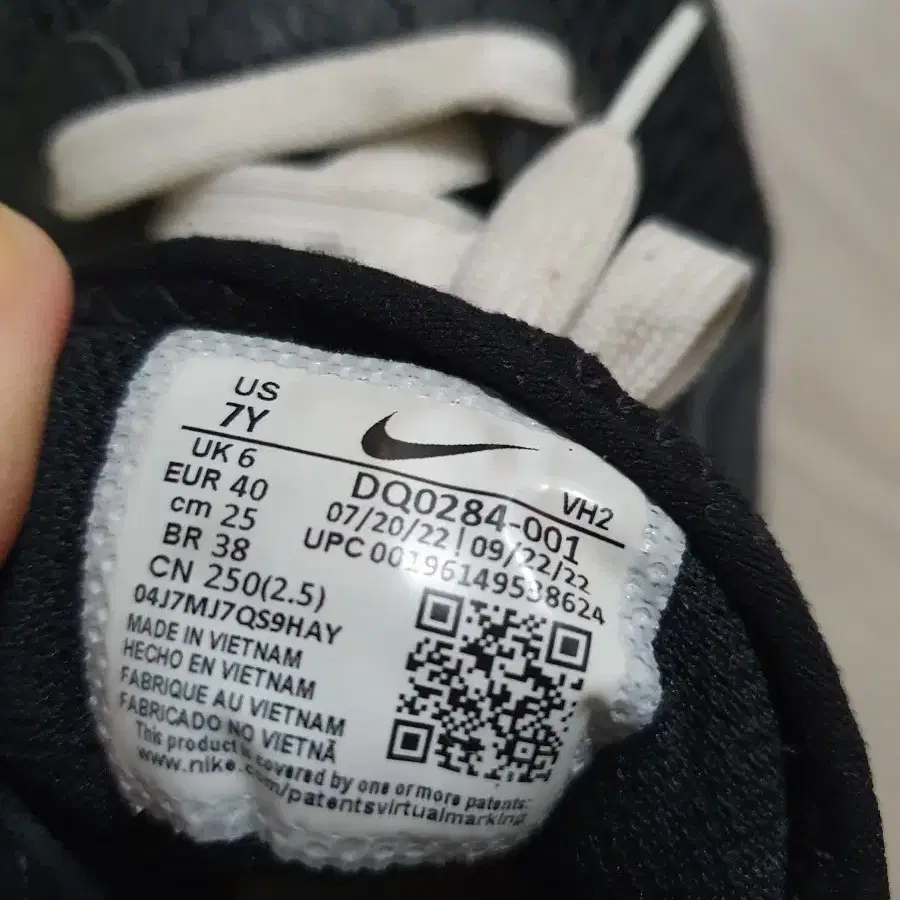 US
7Y
UK 6
EUR 40
cm 25
BR 38
CN 250(2.5)
04J7MJ7QS9HAY
VH2
DQ0284-001
07/20/22 | 09/22/22
UPC 00196149538624
MADE IN VIETNAM
HECHO EN VIETNAM
FABRIQUE AU VIETNAM
FABRICADO NO VIETNÃ
This product is covered by one or more patents:
www.nike.com/patentsvirtualmarking